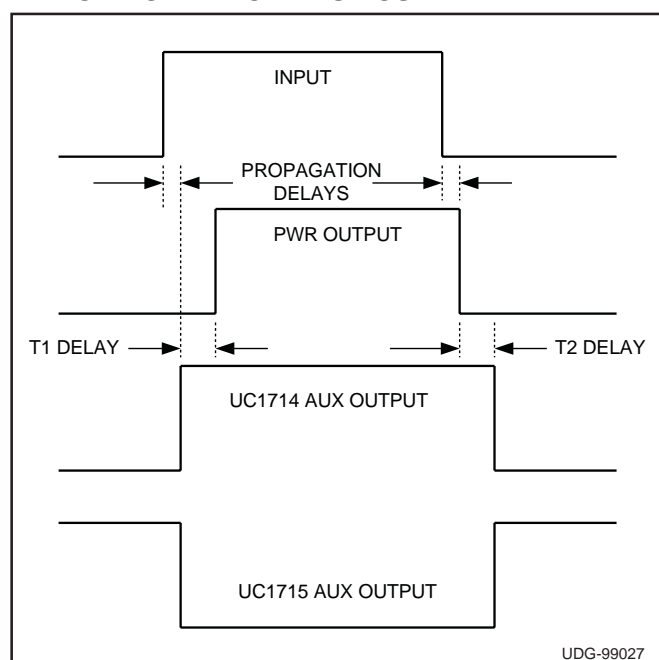 INPUT
PROPAGATION
DELAYS
PWR OUTPUT
T1 DELAY
T2 DELAY
UC1714 AUX OUTPUT
UC1715 AUX OUTPUT
UDG-99027